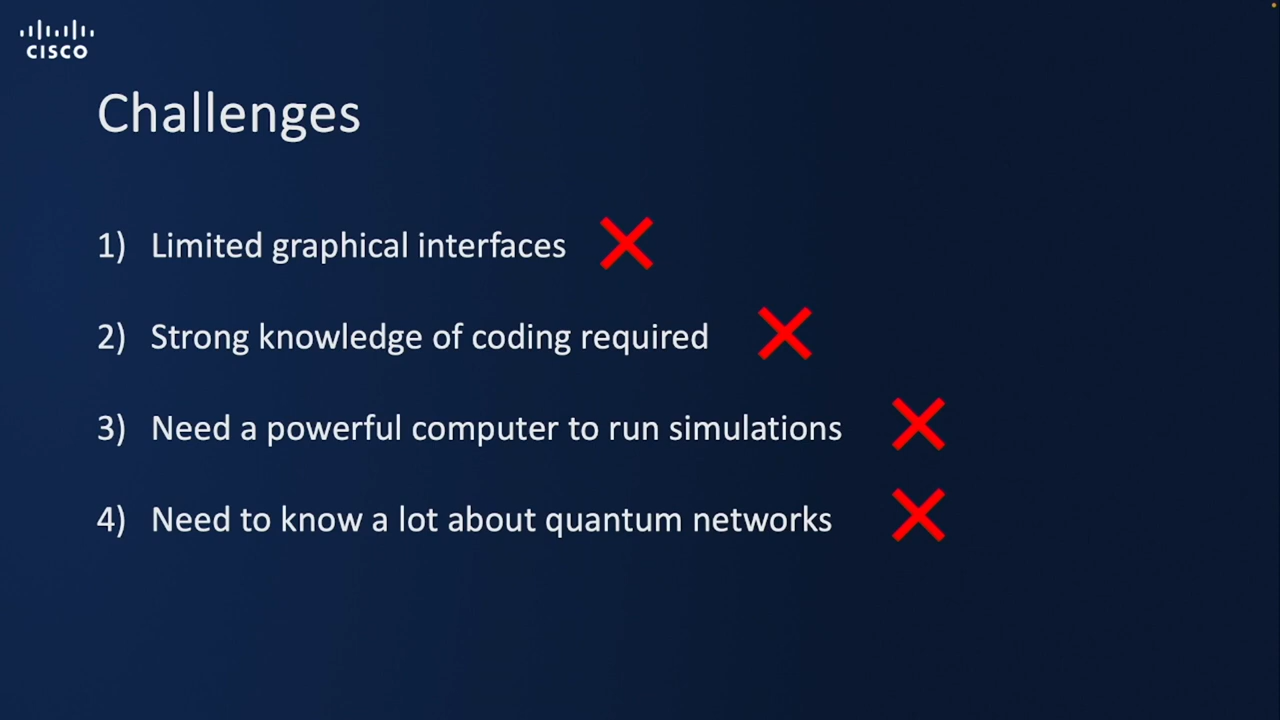 CISCO
Challenges
1) Limited graphical interfaces
2) Strong knowledge of coding required
3) Need a powerful computer to run simulations
4) Need to know a lot about quantum networks